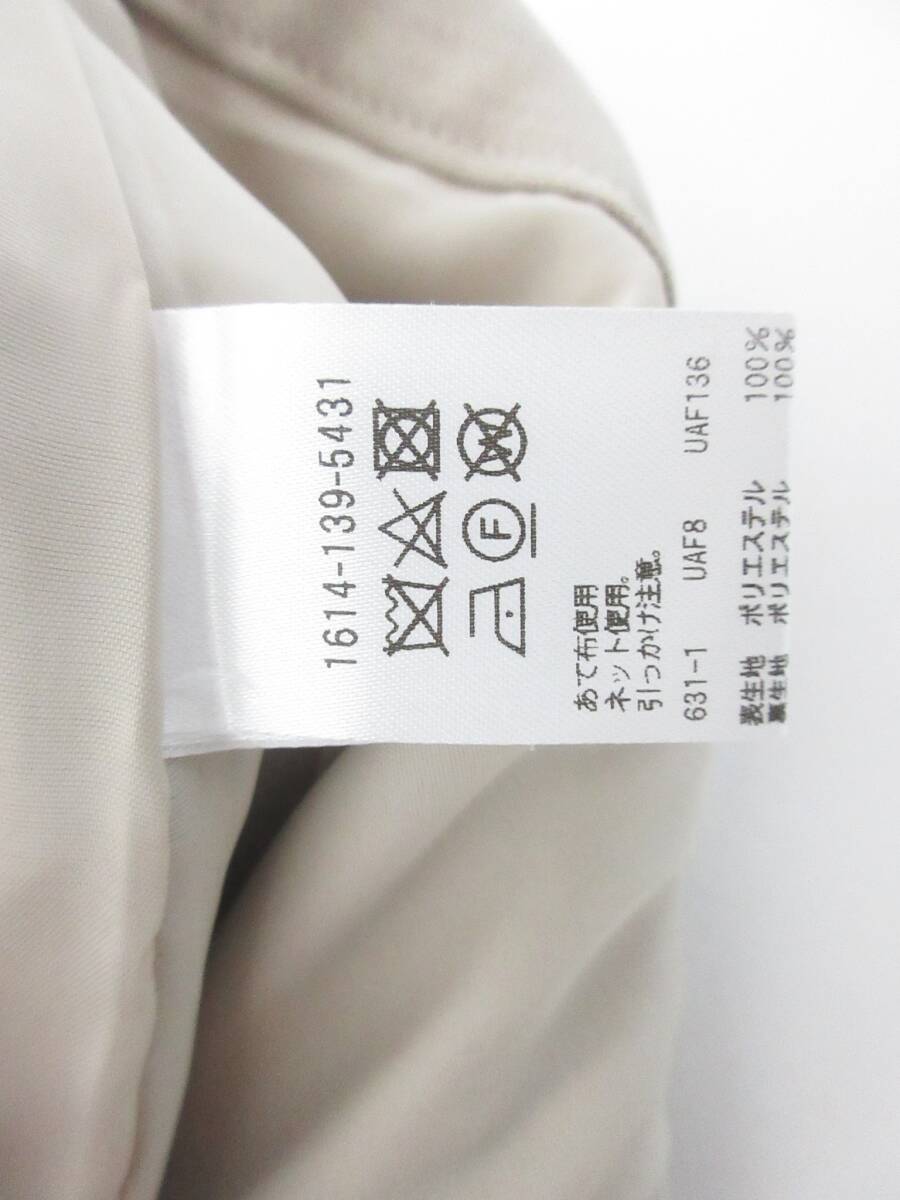 1614-139-5431
W
F
あて布使用
ネット使用。
引っかけ注意。
631-1 UAF8 UAF136
表生地 ポリエステル 100%
裏生地 ポリエステル 100%